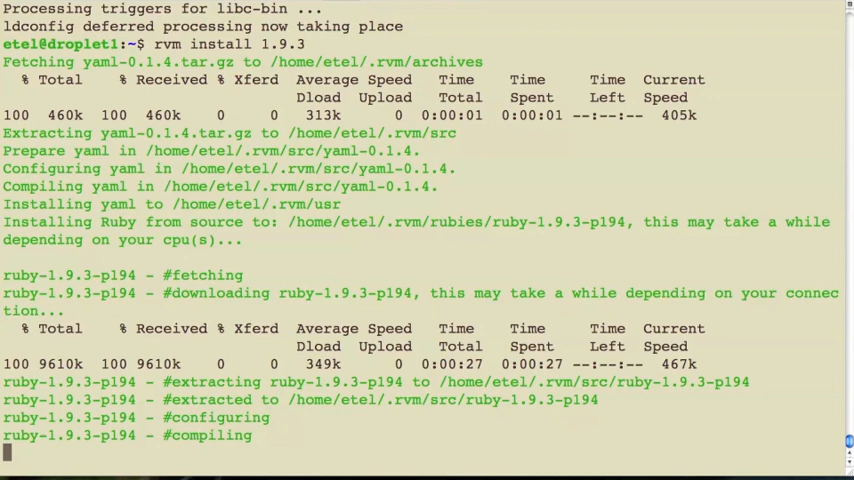 Processing triggers for libc-bin ...
ldconfig deferred processing now taking place
etel@droplet1:~$ rvm install 1.9.3
Fetching yaml-0.1.4.tar.gz to /home/etel/.rvm/archives
% Total % Received % Xferd Average Speed Time Time Time Current
Dload Upload Total Spent Left Speed
100 460k 100 460k 0 0 313k 0 0:00:01 0:00:01 --:--:-- 405k
Extracting yaml-0.1.4.tar.gz to /home/etel/.rvm/src
Prepare yaml in /home/etel/.rvm/src/yaml-0.1.4.
Configuring yaml in /home/etel/.rvm/src/yaml-0.1.4.
Compiling yaml in /home/etel/.rvm/src/yaml-0.1.4.
Installing yaml to /home/etel/.rvm/usr
Installing Ruby from source to: /home/etel/.rvm/rubies/ruby-1.9.3-p194, this may take a while
depending on your cpu(s)...
ruby-1.9.3-p194 - #fetching
ruby-1.9.3-p194 - #downloading ruby-1.9.3-p194, this may take a while depending on your connec
tion...
% Total % Received % Xferd Average Speed Time Time Time Current
Dload Upload Total Spent Left Speed
100 9610k 100 9610k 0 0 349k 0 0:00:27 0:00:27 --:--:-- 467k
ruby-1.9.3-p194 - #extracting ruby-1.9.3-p194 to /home/etel/.rvm/src/ruby-1.9.3-p194
ruby-1.9.3-p194 - #extracted to /home/etel/.rvm/src/ruby-1.9.3-p194
ruby-1.9.3-p194 - #configuring
ruby-1.9.3-p194 - #compiling